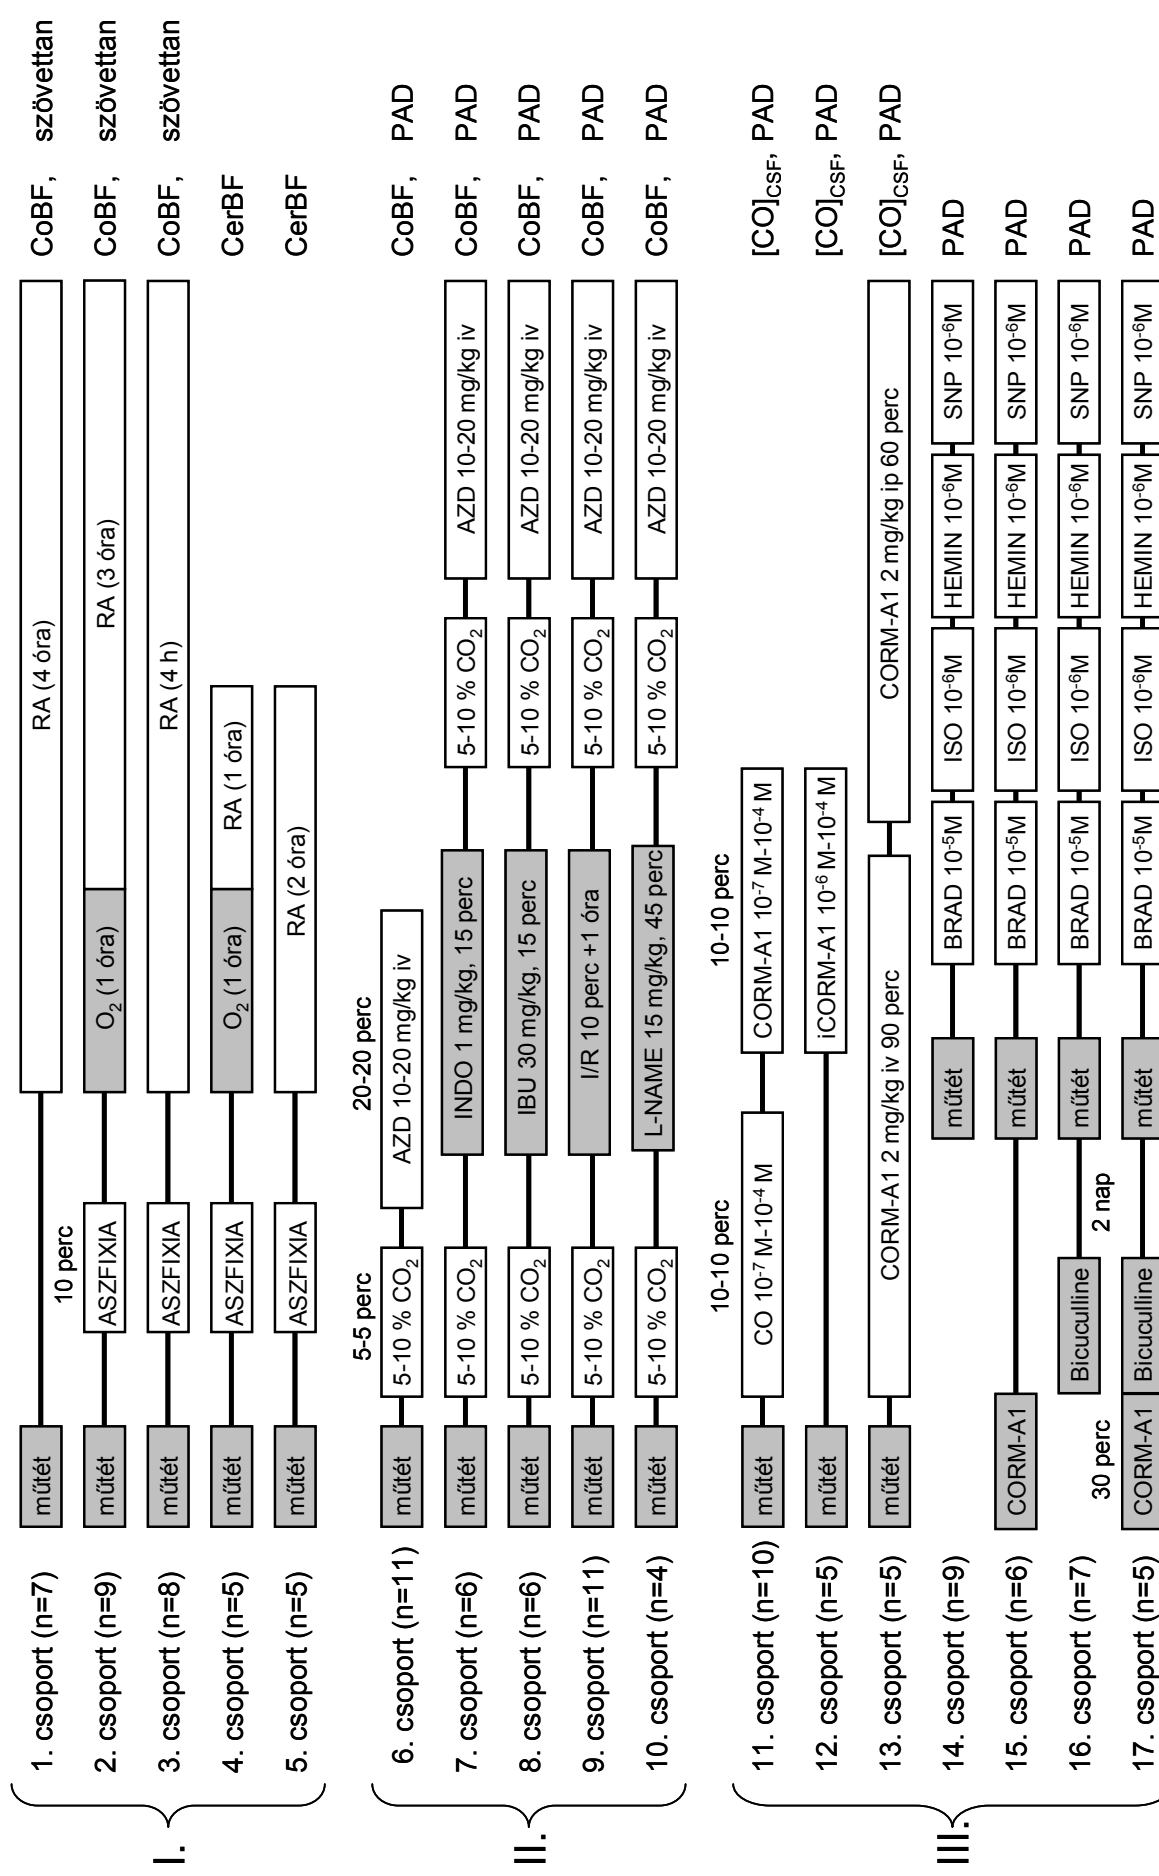 I.
1. csoport (n=7) műtét RA (4 óra) CoBF, szövettan
10 perc
2. csoport (n=9) műtét ASZFIXIA O2 (1 óra) RA (3 óra) CoBF, szövettan
3. csoport (n=8) műtét ASZFIXIA RA (4 h) CoBF, szövettan
4. csoport (n=5) műtét ASZFIXIA O2 (1 óra) RA (1 óra) CerBF
5. csoport (n=5) műtét ASZFIXIA RA (2 óra) CerBF
II.
5-5 perc 20-20 perc
6. csoport (n=11) műtét 5-10 % CO2 AZD 10-20 mg/kg iv CoBF, PAD
7. csoport (n=6) műtét 5-10 % CO2 INDO 1 mg/kg, 15 perc 5-10 % CO2 AZD 10-20 mg/kg iv CoBF, PAD
8. csoport (n=6) műtét 5-10 % CO2 IBU 30 mg/kg, 15 perc 5-10 % CO2 AZD 10-20 mg/kg iv CoBF, PAD
9. csoport (n=11) műtét 5-10 % CO2 I/R 10 perc +1 óra 5-10 % CO2 AZD 10-20 mg/kg iv CoBF, PAD
10. csoport (n=4) műtét 5-10 % CO2 L-NAME 15 mg/kg, 45 perc 5-10 % CO2 AZD 10-20 mg/kg iv CoBF, PAD
III.
10-10 perc 10-10 perc
11. csoport (n=10) műtét CO 10-7 M-10-4 M CORM-A1 10-7 M-10-4 M [CO]CSF, PAD
12. csoport (n=5) műtét iCORM-A1 10-6 M-10-4 M [CO]CSF, PAD
13. csoport (n=5) műtét CORM-A1 2 mg/kg iv 90 perc CORM-A1 2 mg/kg ip 60 perc [CO]CSF, PAD
14. csoport (n=9) műtét BRAD 10-5M ISO 10-6M HEMIN 10-6M SNP 10-6M PAD
15. csoport (n=6) CORM-A1 műtét BRAD 10-5M ISO 10-6M HEMIN 10-6M SNP 10-6M PAD
16. csoport (n=7) Bicuculline műtét BRAD 10-5M ISO 10-6M HEMIN 10-6M SNP 10-6M PAD
30 perc 2 nap
17. csoport (n=5) CORM-A1 Bicuculline műtét BRAD 10-5M ISO 10-6M HEMIN 10-6M SNP 10-6M PAD